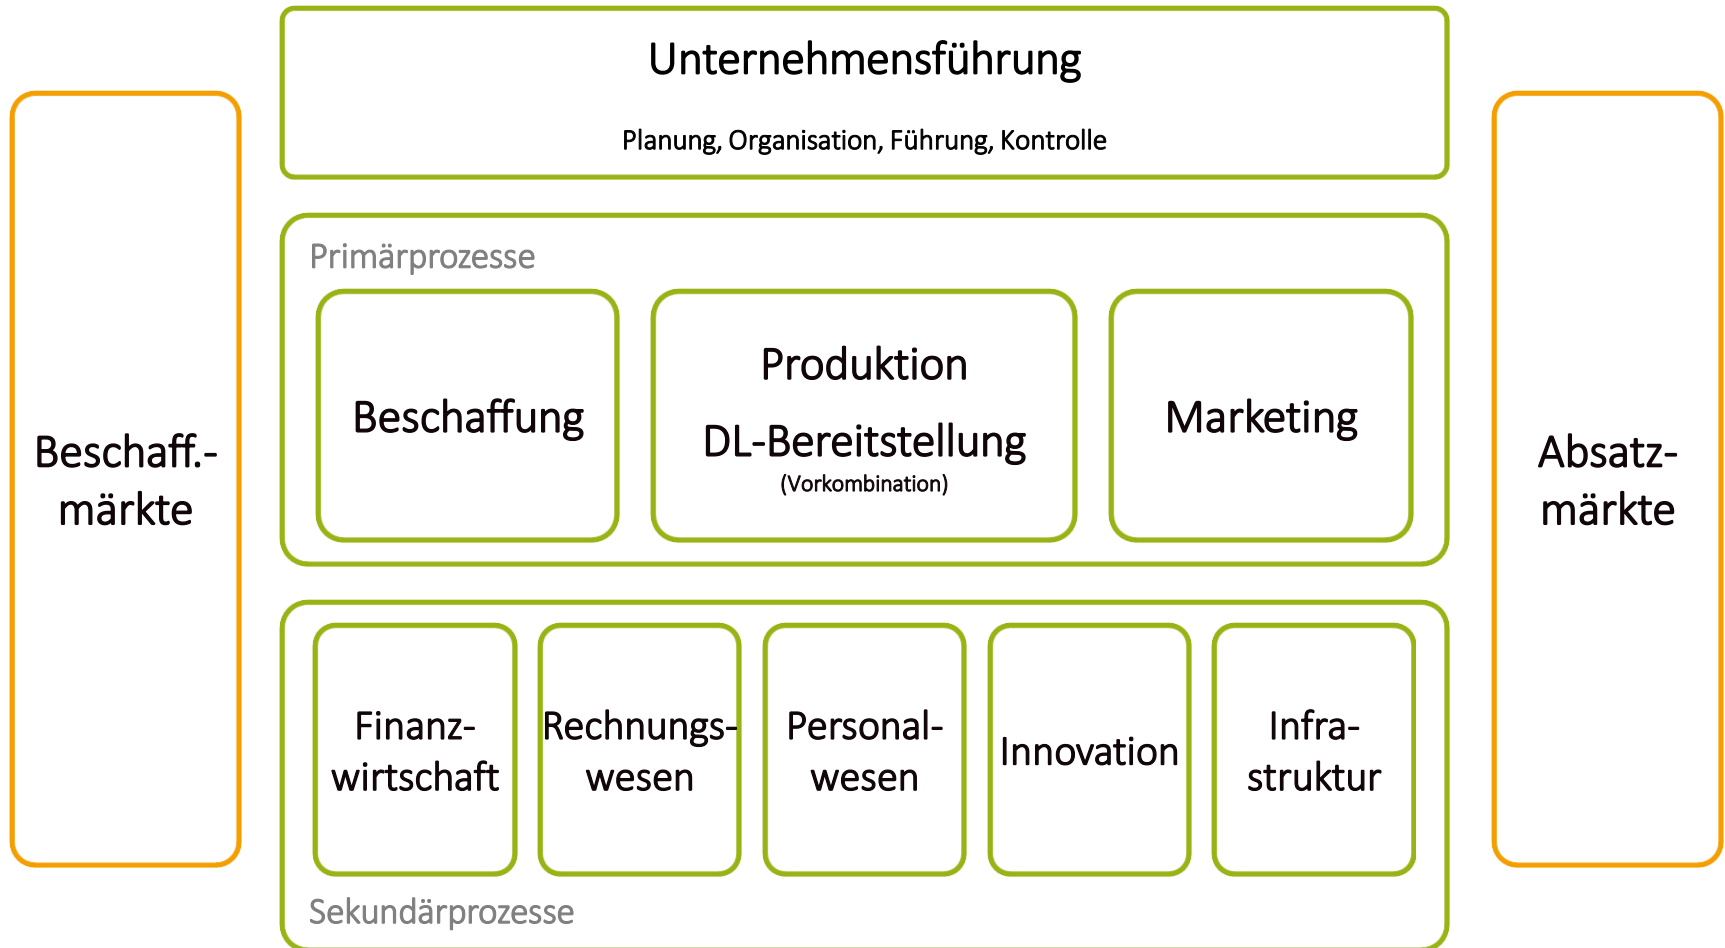 Unternehmensführung
Planung, Organisation, Führung, Kontrolle
Beschaff.-
märkte
Primärprozesse
Beschaffung
Produktion
DL-Bereitstellung
(Vorkombination)
Marketing
Absatz-
märkte
Finanz-
wirtschaft
Rechnungs-
wesen
Personal-
wesen
Innovation
Infra-
struktur
Sekundärprozesse